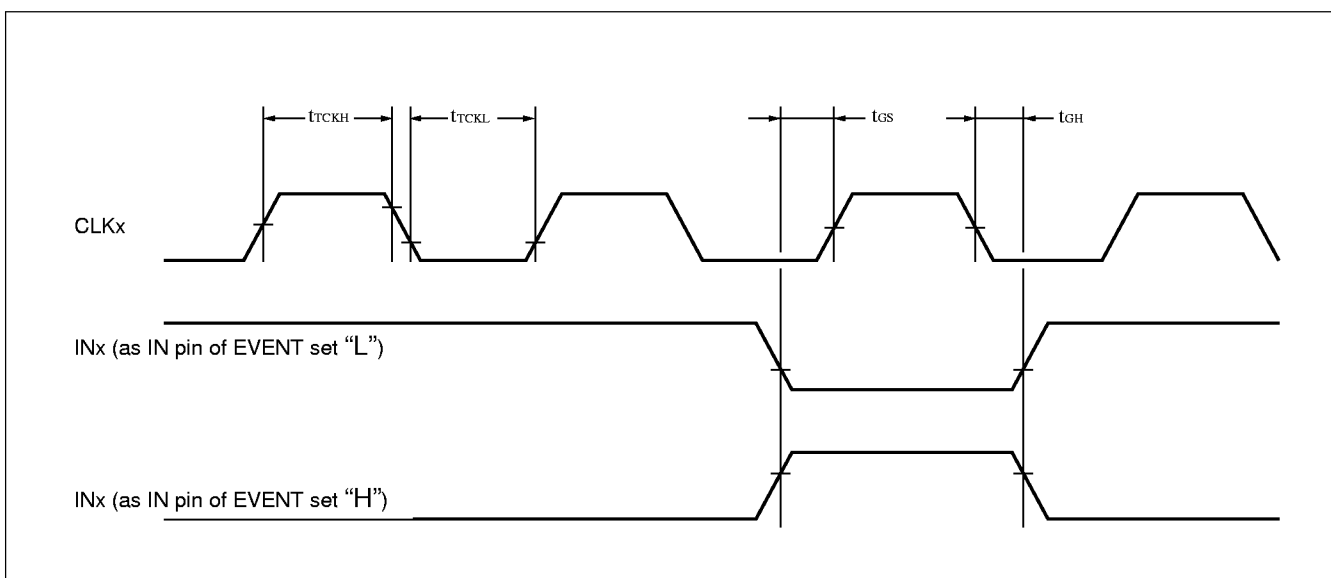 tTCKH
tTCKL
tGS
tGH
CLKx
INx (as IN pin of EVENT set “L”)
INx (as IN pin of EVENT set “H”)